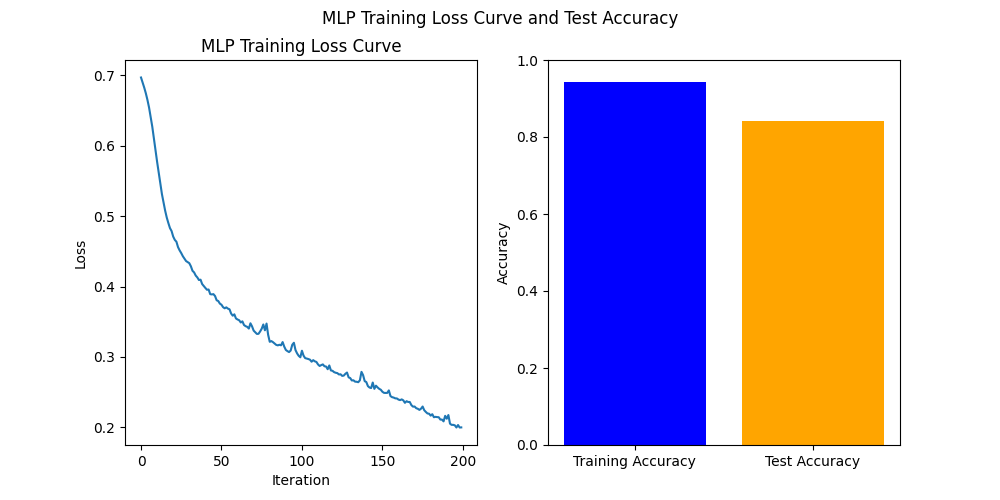 MLP Training Loss Curve and Test Accuracy
MLP Training Loss Curve
Loss
0.7
0.6
0.5
0.4
0.3
0.2
0
50
100
150
200
Iteration
Accuracy
1.0
0.8
0.6
0.4
0.2
0.0
Training Accuracy
Test Accuracy